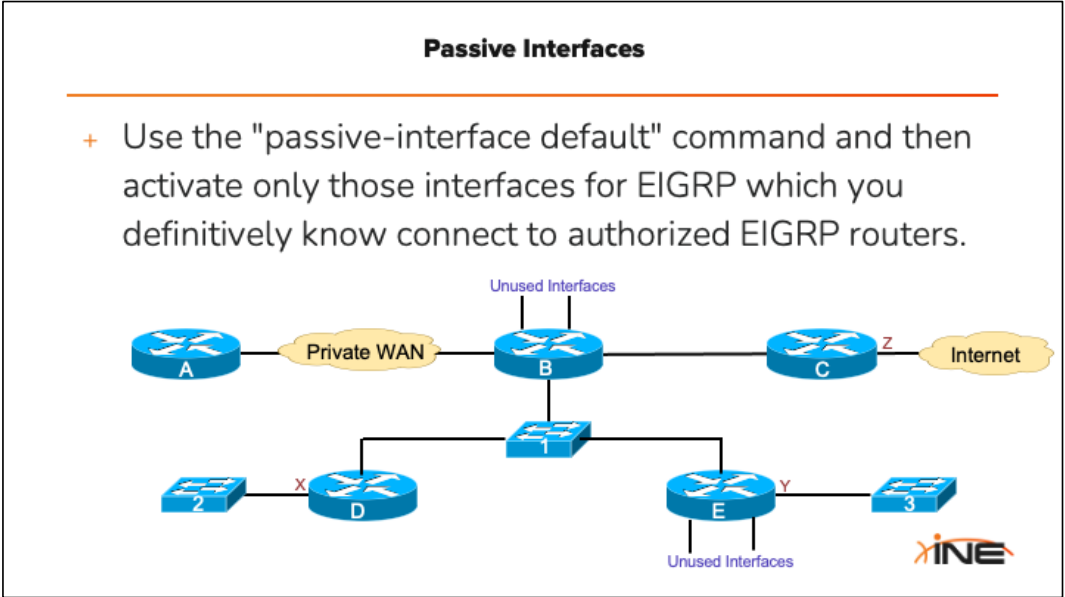 Passive Interfaces
+ Use the "passive-interface default" command and then
activate only those interfaces for EIGRP which you
definitively know connect to authorized EIGRP routers.
Unused Interfaces
A
Private WAN
B
C
Z
Internet
1
2
X
D
E
Y
3
Unused Interfaces
INE